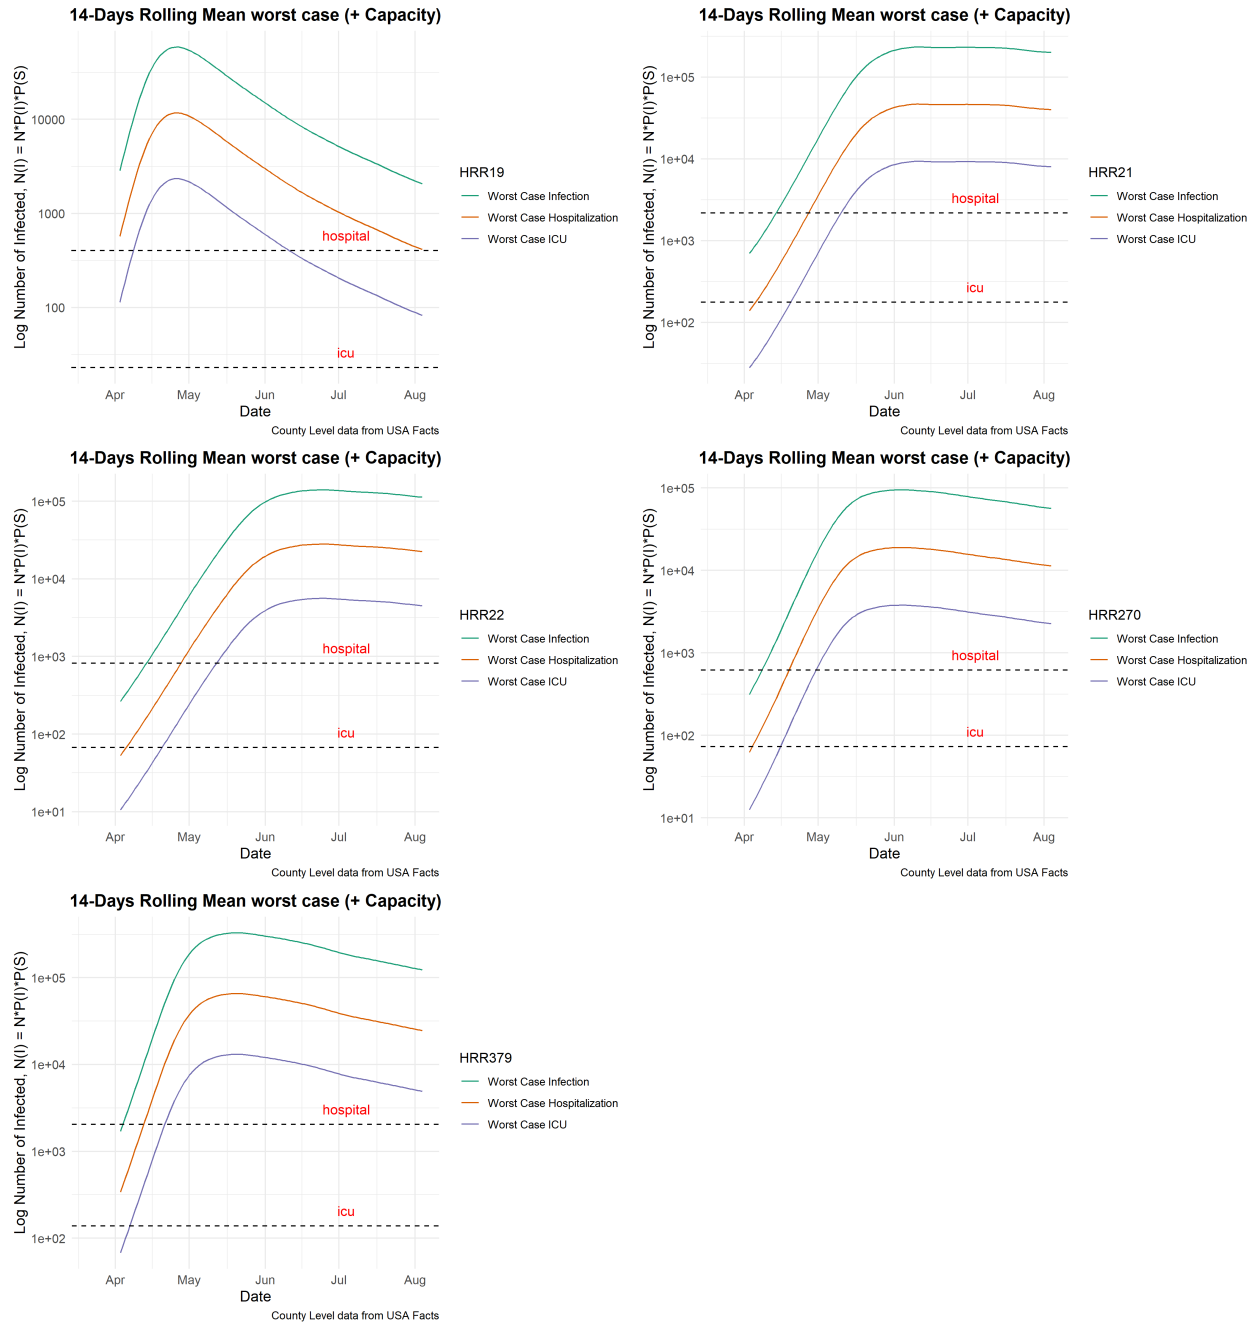 14-Days Rolling Mean worst case (+ Capacity)
Log Number of Infected, N(I) = N*P(I)*P(S)
10000
1000
100
hospital
icu
Apr May Jun Jul Aug
Date
County Level data from USA Facts
HRR19
Worst Case Infection
Worst Case Hospitalization
Worst Case ICU
14-Days Rolling Mean worst case (+ Capacity)
Log Number of Infected, N(I) = N*P(I)*P(S)
1e+05
1e+04
1e+03
1e+02
hospital
icu
Apr May Jun Jul Aug
Date
County Level data from USA Facts
HRR21
Worst Case Infection
Worst Case Hospitalization
Worst Case ICU
14-Days Rolling Mean worst case (+ Capacity)
Log Number of Infected, N(I) = N*P(I)*P(S)
1e+05
1e+04
1e+03
1e+02
1e+01
hospital
icu
Apr May Jun Jul Aug
Date
County Level data from USA Facts
HRR22
Worst Case Infection
Worst Case Hospitalization
Worst Case ICU
14-Days Rolling Mean worst case (+ Capacity)
Log Number of Infected, N(I) = N*P(I)*P(S)
1e+05
1e+04
1e+03
1e+02
1e+01
hospital
icu
Apr May Jun Jul Aug
Date
County Level data from USA Facts
HRR270
Worst Case Infection
Worst Case Hospitalization
Worst Case ICU
14-Days Rolling Mean worst case (+ Capacity)
Log Number of Infected, N(I) = N*P(I)*P(S)
1e+05
1e+04
1e+03
1e+02
hospital
icu
Apr May Jun Jul Aug
Date
County Level data from USA Facts
HRR379
Worst Case Infection
Worst Case Hospitalization
Worst Case ICU